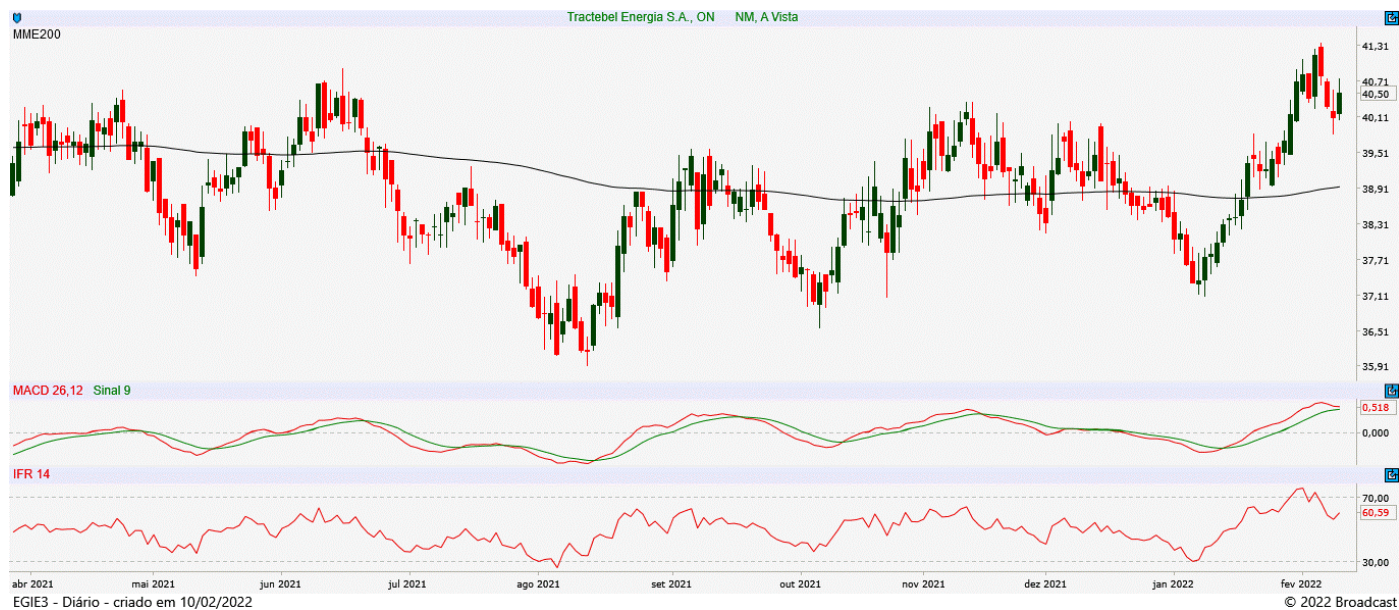 Tractebel Energia S.A., ON NM, A Vista
MME200
41,31
40,71
40,50
40,11
39,51
38,91
38,31
37,71
37,11
36,51
35,91
MACD 26,12 Sinal 9
0,518
0,000
IFR 14
70,00
60,59
30,00
abr 2021 mai 2021 jun 2021 jul 2021 ago 2021 set 2021 out 2021 nov 2021 dez 2021 jan 2022 fev 2022
EGIE3 - Diário - criado em 10/02/2022 © 2022 Broadcast